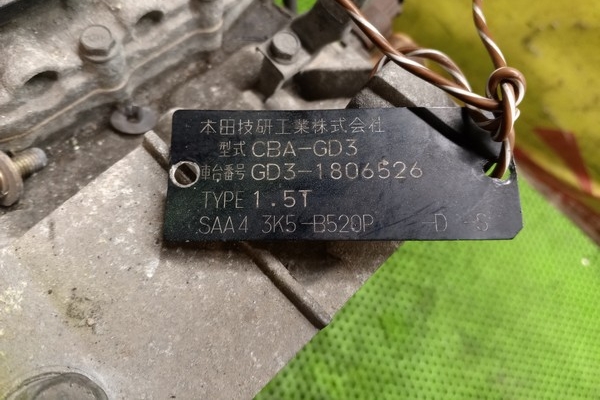 本田技研工業株式会社
型式 CBA-GD3
車台番号 GD3-1806526
TYPE 1.5T
SAA4 3K5-B520P -D -S